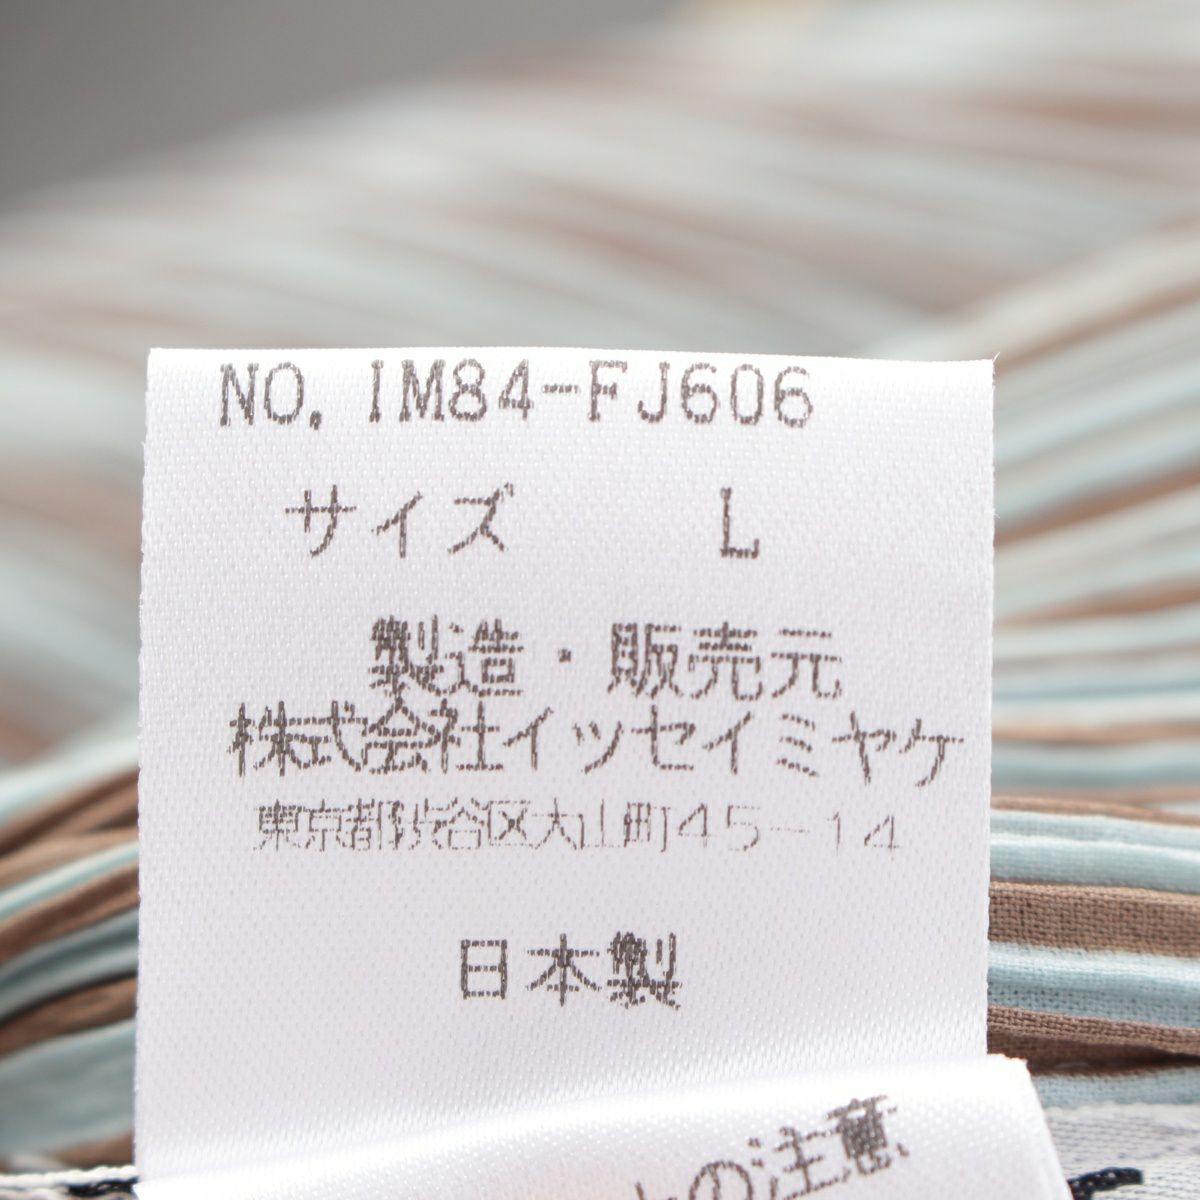 NO. IM84-FJ606
サイズ L
製造・販売元
株式会社イッセイミヤケ
東京都渋谷区大山町45-14
日本製
の注意